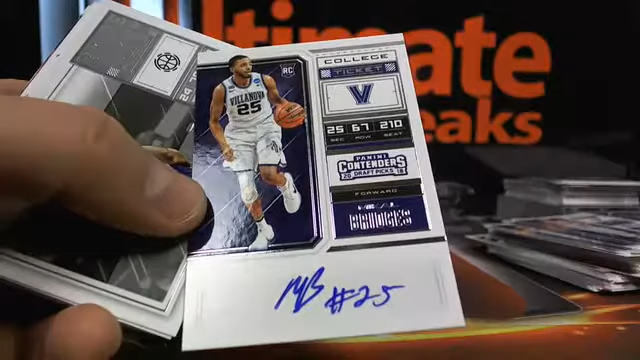 Ultimate
Breaks
RC
VILLANOVA
25
COLLEGE
TICKET
V
25 67 210
SEC ROW SEAT
PANINI
CONTENDERS
20 DRAFT PICKS 18
FORWARD
BRIDGES
MB #25